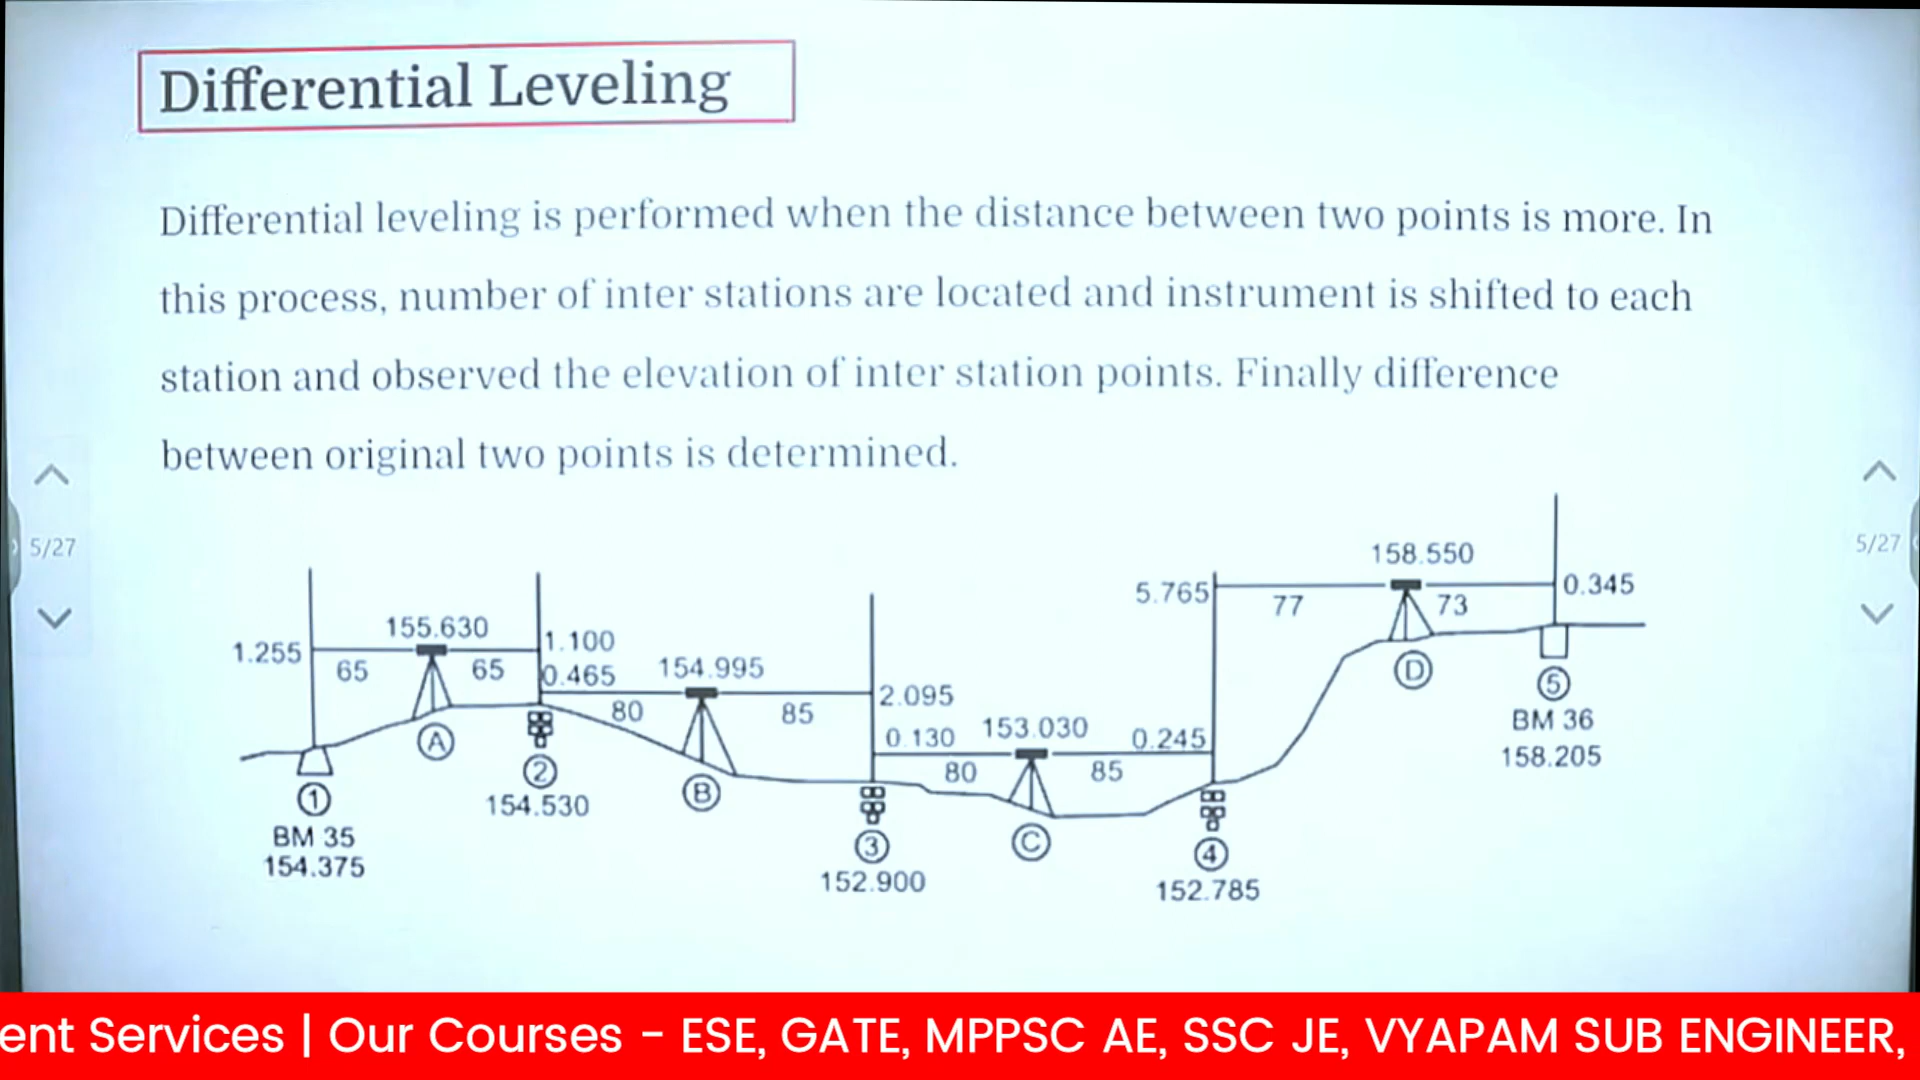 Differential Leveling
Differential leveling is performed when the distance between two points is more. In
this process, number of inter stations are located and instrument is shifted to each
station and observed the elevation of inter station points. Finally difference
between original two points is determined.
5/27
5/27
158.550
5.765
77
73
0.345
155.630
1.255
65
65
1.100
0.465
154.995
80
85
2.095
0.130
153.030
0.245
80
85
A
B
C
D
1
BM 35
154.375
2
154.530
3
152.900
4
152.785
5
BM 36
158.205
ent Services | Our Courses - ESE, GATE, MPPSC AE, SSC JE, VYAPAM SUB ENGINEER,